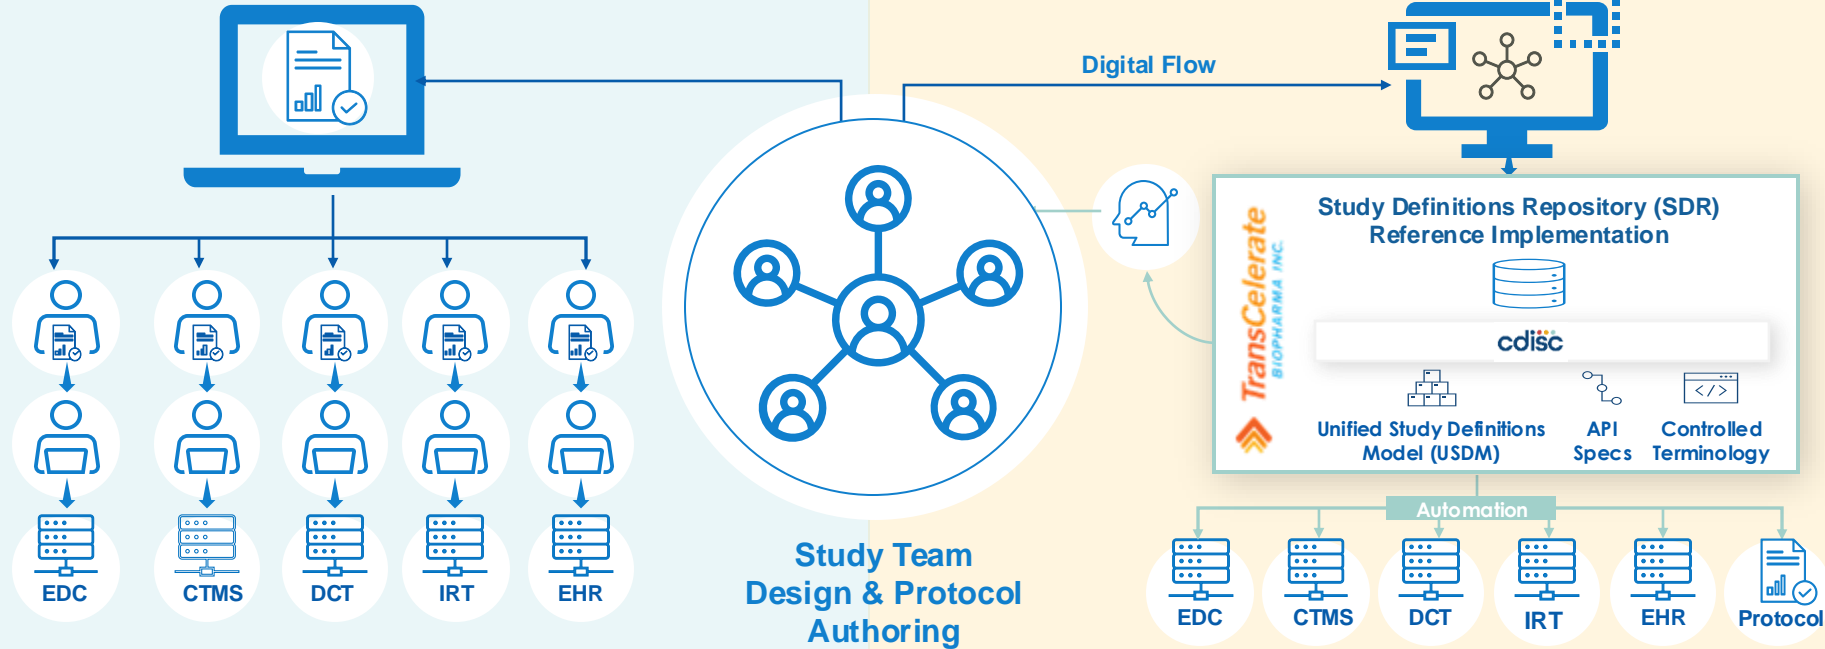 Digital Flow
Study Definitions Repository (SDR)
Reference Implementation
TransCelerate
BIOPHARMA INC.
cdisc
</>
Unified Study Definitions
Model (USDM)
API
Specs
Controlled
Terminology
Automation
Study Team
Design & Protocol
Authoring
EDC
CTMS
DCT
IRT
EHR
EDC
CTMS
DCT
IRT
EHR
Protocol